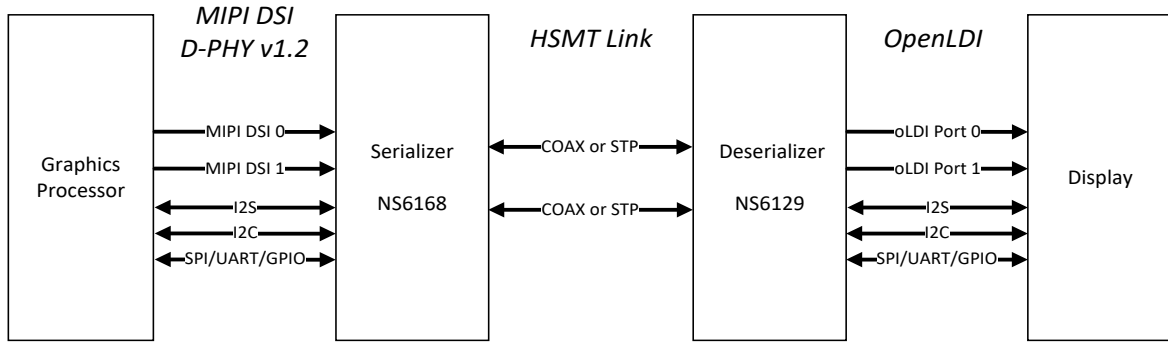 MIPI DSI
D-PHY v1.2
HSMT Link
OpenLDI
Graphics
Processor
MIPI DSI 0
MIPI DSI 1
I2S
I2C
SPI/UART/GPIO
Serializer
NS6168
COAX or STP
COAX or STP
Deserializer
NS6129
oLDI Port 0
oLDI Port 1
I2S
I2C
SPI/UART/GPIO
Display